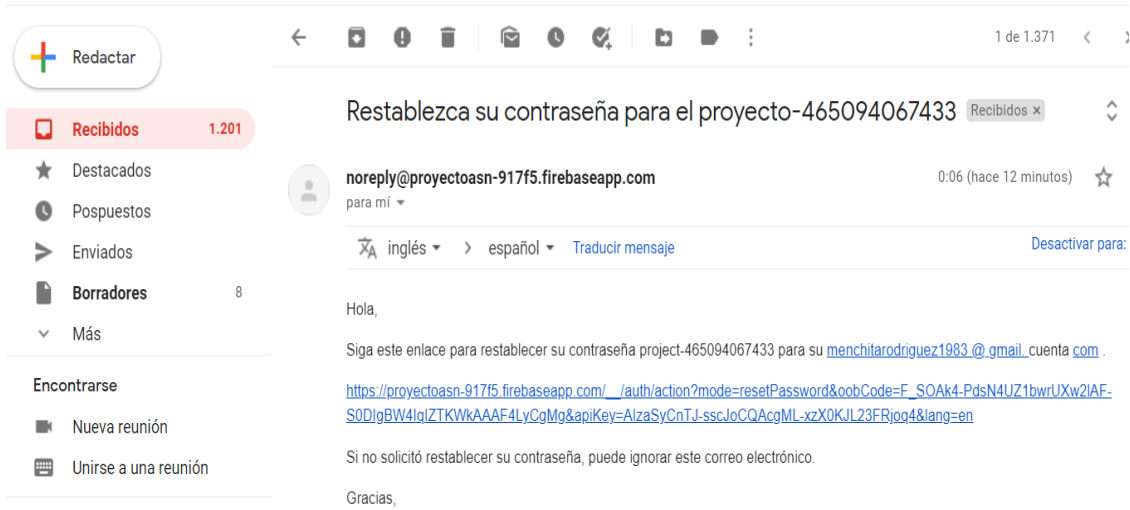 Redactar
1 de 1.371
Restablezca su contraseña para el proyecto-465094067433 Recibidos x
Recibidos 1.201
Destacados
Pospuestos
Enviados
Borradores 8
Más
Encontrarse
Nueva reunión
Unirse a una reunión
noreply@proyectoasn-917f5.firebaseapp.com 0:06 (hace 12 minutos)
para mí
inglés > español Traducir mensaje Desactivar para:
Hola,
Siga este enlace para restablecer su contraseña project-465094067433 para su menchitarodriguez1983 @ gmail. cuenta com .
https://proyectoasn-917f5.firebaseapp.com/__/auth/action?mode=resetPassword&oobCode=F_SOAk4-PdsN4UZ1bwrUXw2lAF-
S0DIgBW4IqIZTKWkAAAF4LyCgMg&apiKey=AIzaSyCnTJ-sscJoCQAcgML-xzX0KJL23FRjoq4&lang=en
Si no solicitó restablecer su contraseña, puede ignorar este correo electrónico.
Gracias,